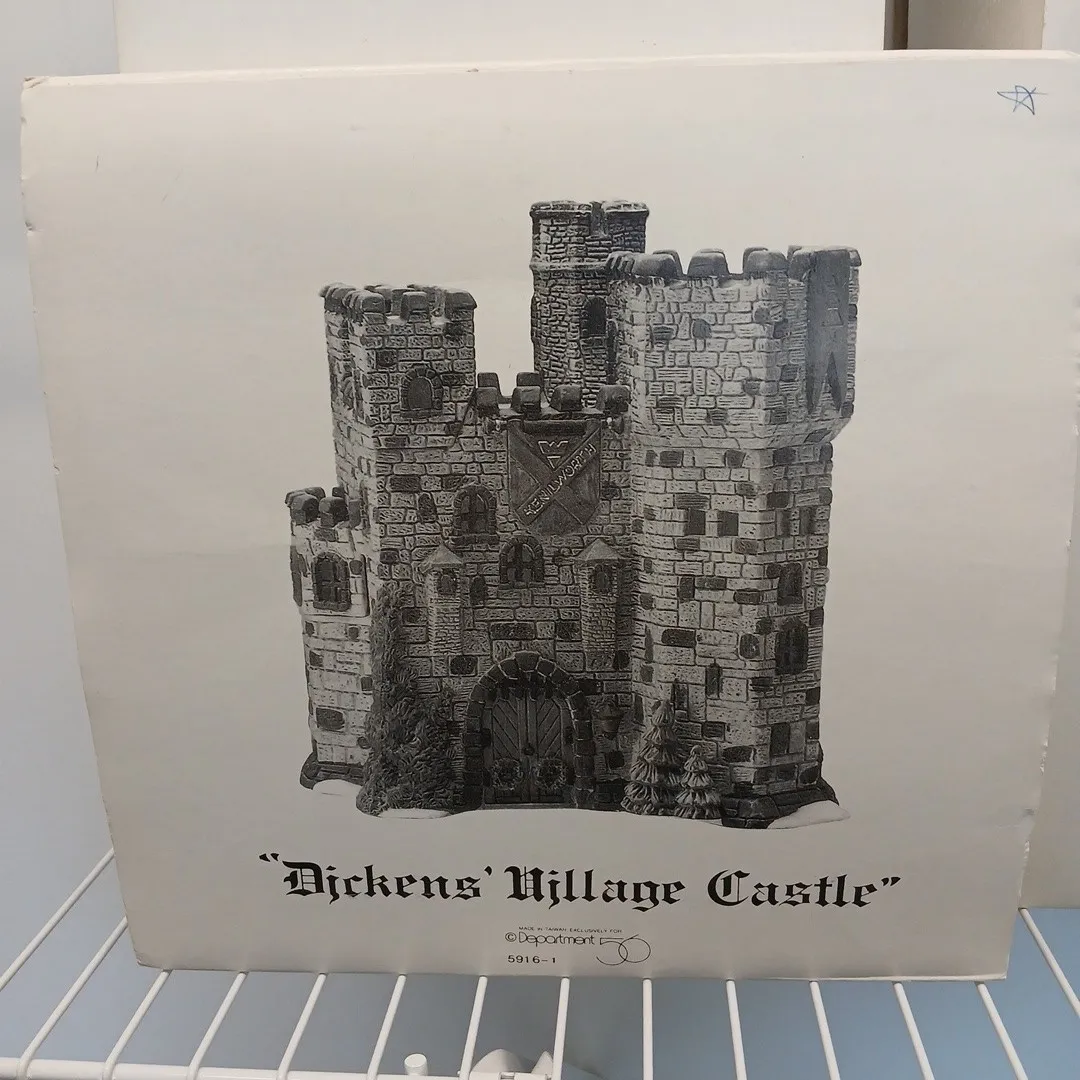 KENILWORTH
"Dickens' Village Castle"
MADE IN TAIWAN EXCLUSIVELY FOR
© Department 56
5916-1